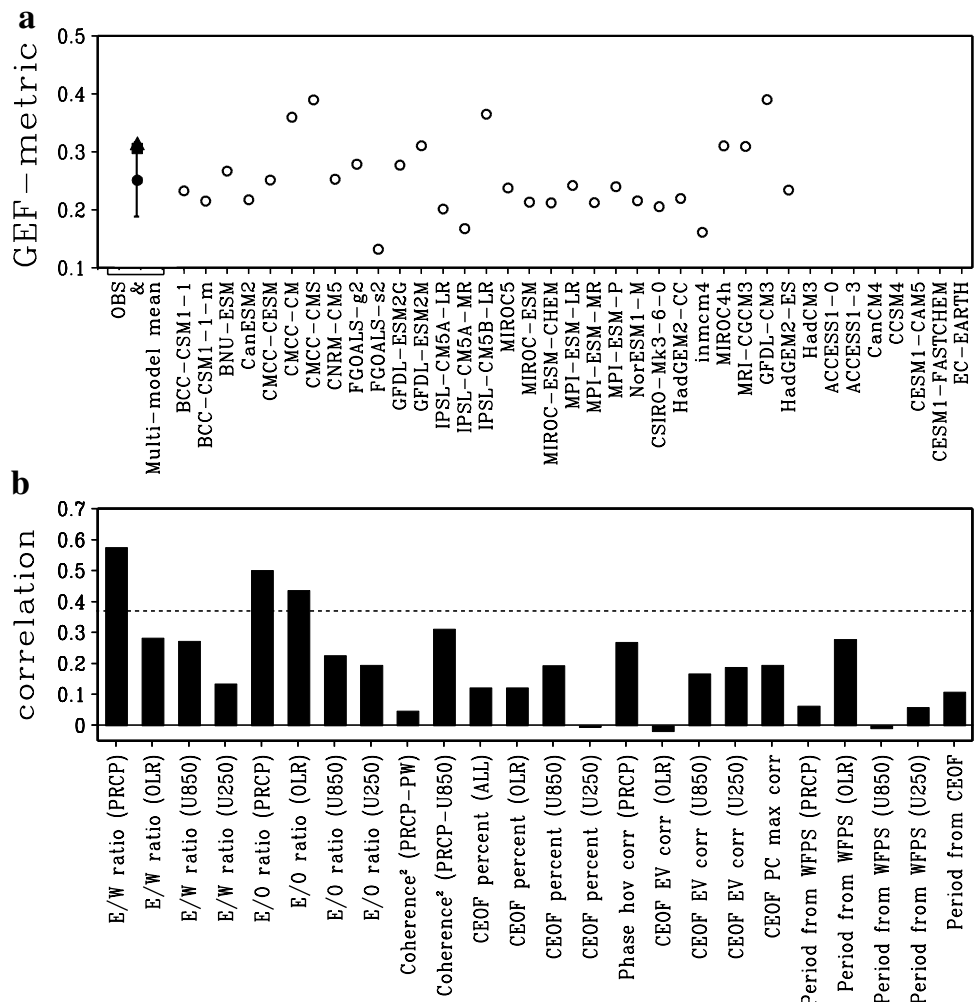 a
GEF-metric
0.5
0.4
0.3
0.2
0.1
OBS
&
Multi-model mean
BCC-CSM1-1
BCC-CSM1-1-m
BNU-ESM
CanESM2
CMCC-CESM
CMCC-CM
CMCC-CMS
CNRM-CM5
FGOALS-g2
FGOALS-s2
GFDL-ESM2G
GFDL-ESM2M
IPSL-CM5A-LR
IPSL-CM5A-MR
IPSL-CM5B-LR
MIROC5
MIROC-ESM
MIROC-ESM-CHEM
MPI-ESM-LR
MPI-ESM-MR
MPI-ESM-P
NorESM1-M
CSIRO-Mk3-6-0
HadGEM2-CC
inmcm4
MIROC4h
MRI-CGCM3
GFDL-CM3
HadGEM2-ES
HadCM3
ACCESS1-0
ACCESS1-3
CanCM4
CCSM4
CESM1-CAM5
CESM1-FASTCHEM
EC-EARTH
b
correlation
0.7
0.6
0.5
0.4
0.3
0.2
0.1
0
E/W ratio (PRCP)
E/W ratio (OLR)
E/W ratio (U850)
E/W ratio (U250)
E/O ratio (PRCP)
E/O ratio (OLR)
E/O ratio (U850)
E/O ratio (U250)
Coherence² (PRCP-PW)
Coherence² (PRCP-U850)
CEOF percent (ALL)
CEOF percent (OLR)
CEOF percent (U850)
CEOF percent (U250)
Phase hov corr (PRCP)
CEOF EV corr (OLR)
CEOF EV corr (U850)
CEOF EV corr (U250)
CEOF PC max corr
Period from WFPS (PRCP)
Period from WFPS (OLR)
Period from WFPS (U850)
Period from WFPS (U250)
Period from CEOF